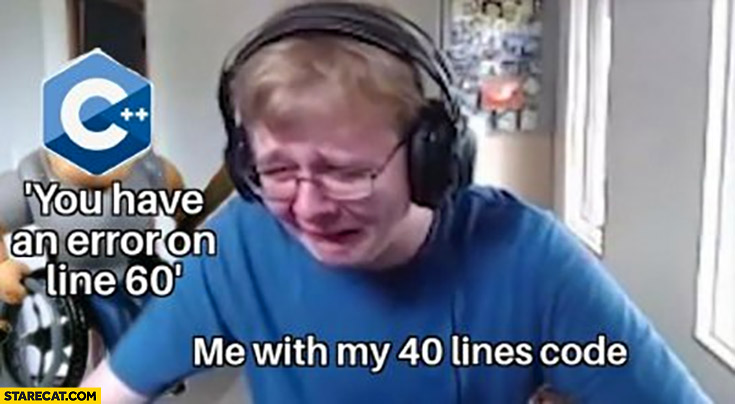 C++
'You have
an error on
line 60'
Me with my 40 lines code
STARECAT.COM